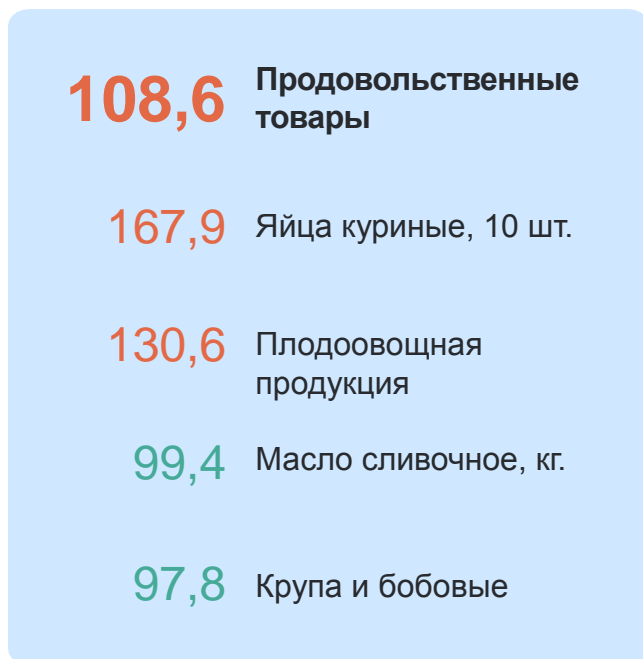 108,6 Продовольственные
товары
167,9 Яйца куриные, 10 шт.
130,6 Плодоовощная
продукция
99,4 Масло сливочное, кг.
97,8 Крупа и бобовые